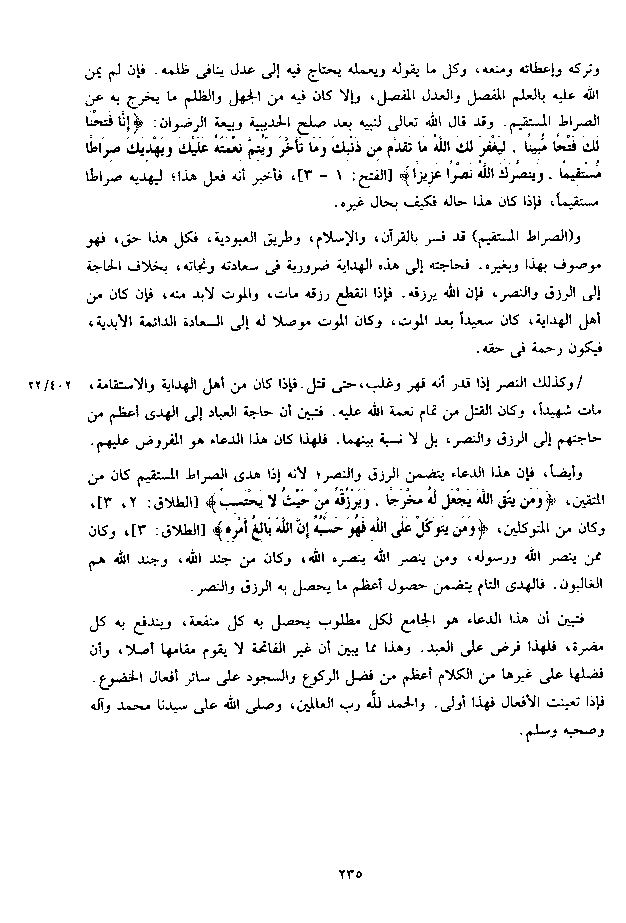 وتركه وإعطائه ومنعه، وكل ما يقوله ويعمله يحتاج فيه إلى عدل ينافى ظلمه. فإن لم يمن
الله عليه بالعلم المفصل والعدل المفصل، وإلا كان فيه من الجهل والظلم ما يخرج به عن
الصراط المستقيم. وقد قال الله تعالى لنبيه بعد صلح الحديبية وبيعة الرضوان: ﴿إِنَّا فَتَحْنَا
لَكَ فَتْحًا مُّبِينًا . لِيَغْفِرَ لَكَ اللَّهُ مَا تَقَدَّمَ مِن ذَنبِكَ وَمَا تَأَخَّرَ وَيُتِمَّ نِعْمَتَهُ عَلَيْكَ وَيَهْدِيَكَ صِرَاطًا
مُّسْتَقِيمًا . وَيَنصُرَكَ اللَّهُ نَصْرًا عَزِيزًا﴾ [الفتح: ١ - ٣]، فأخبر أنه فعل هذا؛ ليهديه صراطا
مستقيماً، فإذا كان هذا حاله فكيف بحال غيره.
و(الصراط المستقيم) قد فسر بالقرآن، والإسلام، وطريق العبودية، فكل هذا حق، فهو
موصوف بهذا وبغيره. فحاجته إلى هذه الهداية ضرورية فى سعادته ونجاته، بخلاف الحاجة
إلى الرزق والنصر، فإن الله يرزقه. فإذا انقطع رزقه مات، والموت لابد منه، فإن كان من
أهل الهداية، كان سعيداً بعد الموت، وكان الموت موصلا له إلى السعادة الدائمة الأبدية،
فيكون رحمة فى حقه.
٢٢/٤٠٢ / وكذلك النصر إذا قدر أنه قهر وغلب،حتى قتل.فإذا كان من أهل الهداية والاستقامة،
مات شهيداً، وكان القتل من تمام نعمة الله عليه. فتبين أن حاجة العباد إلى الهدى أعظم من
حاجتهم إلى الرزق والنصر، بل لا نسبة بينهما. فلهذا كان هذا الدعاء هو المفروض عليهم.
وأيضاً، فإن هذا الدعاء يتضمن الرزق والنصر؛ لأنه إذا هدى الصراط المستقيم كان من
المتقين، ﴿وَمَن يَتَّقِ اللَّهَ يَجْعَل لَّهُ مَخْرَجًا . وَيَرْزُقْهُ مِنْ حَيْثُ لا يَحْتَسِبُ﴾ [الطلاق: ٢، ٣]،
وكان من المتوكلين، ﴿وَمَن يَتَوَكَّلْ عَلَى اللَّهِ فَهُوَ حَسْبُهُ إِنَّ اللَّهَ بَالِغُ أَمْرِهِ﴾ [الطلاق: ٣]، وكان
ممن ينصر الله ورسوله، ومن ينصر الله ينصره الله، وكان من جند الله، وجند الله هم
الغالبون. فالهدى التام يتضمن حصول أعظم ما يحصل به الرزق والنصر.
فتبين أن هذا الدعاء هو الجامع لكل مطلوب يحصل به كل منفعة، ويندفع به كل
مضرة، فلهذا فرض على العبد. وهذا مما يبين أن غير الفاتحة لا يقوم مقامها أصلا، وأن
فضلها على غيرها من الكلام أعظم من فضل الركوع والسجود على سائر أفعال الخضوع.
فإذا تعينت الأفعال فهذا أولى. والحمد للّه رب العالمين، وصلى الله على سيدنا محمد وآله
وصحبه وسلم.
٢٣٥